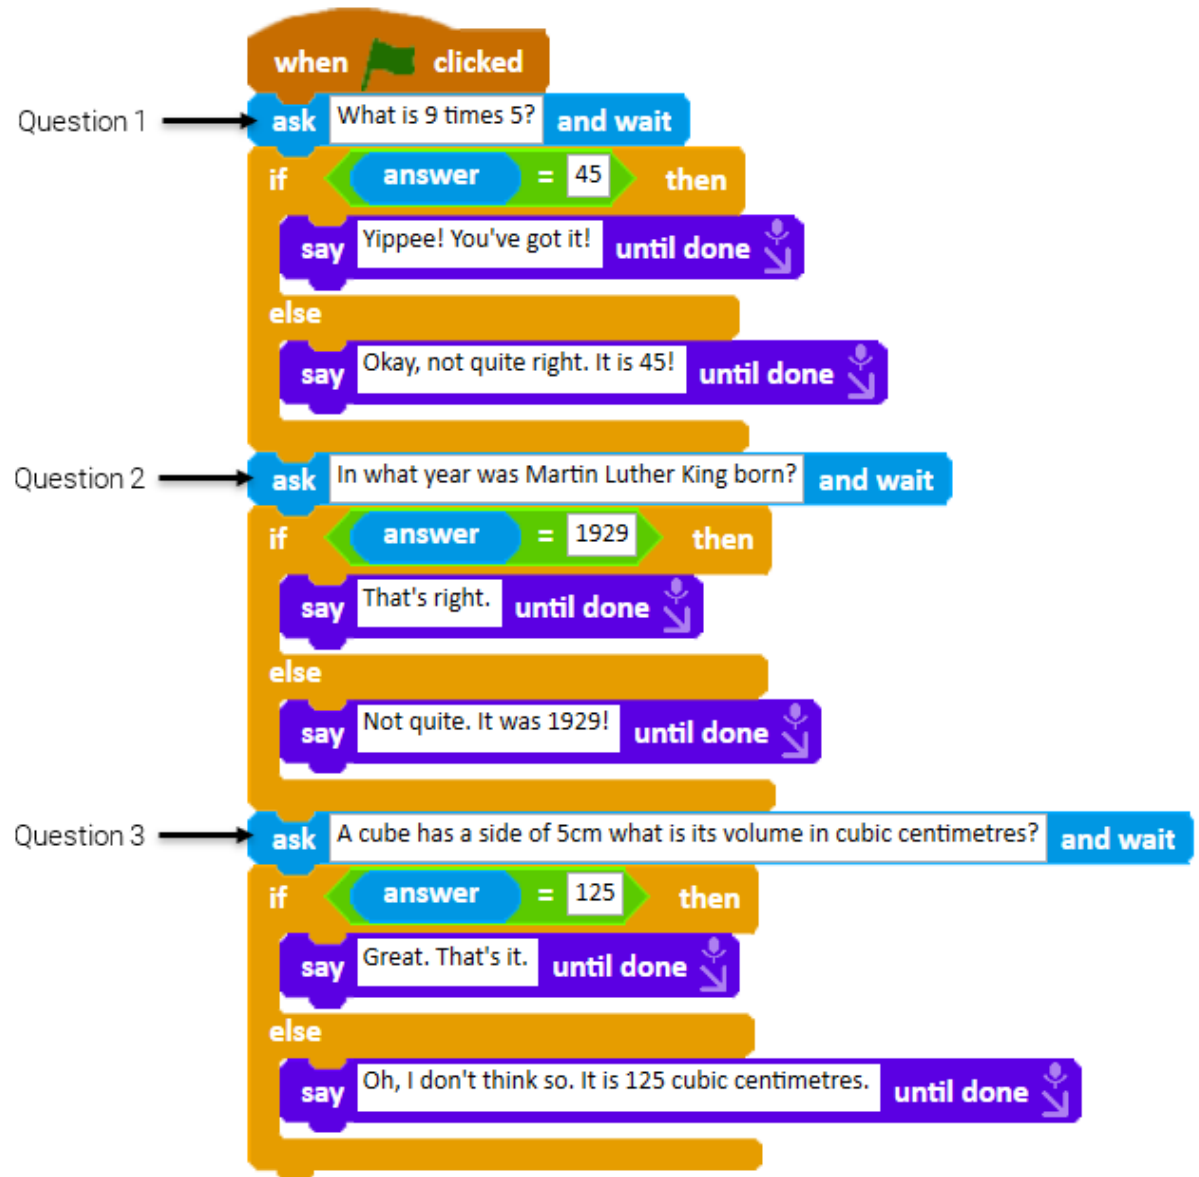 when clicked
Question 1
ask What is 9 times 5? and wait
if answer = 45 then
say Yippee! You've got it! until done
else
say Okay, not quite right. It is 45! until done
Question 2
ask In what year was Martin Luther King born? and wait
if answer = 1929 then
say That's right. until done
else
say Not quite. It was 1929! until done
Question 3
ask A cube has a side of 5cm what is its volume in cubic centimetres? and wait
if answer = 125 then
say Great. That's it. until done
else
say Oh, I don't think so. It is 125 cubic centimetres. until done